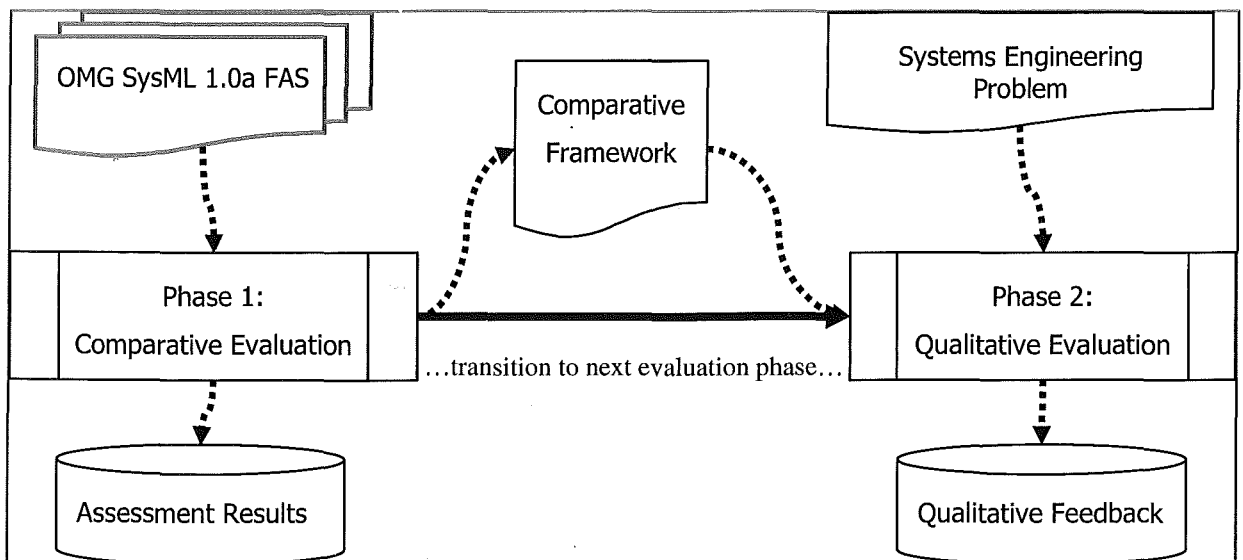 OMG SysML 1.0a FAS
Comparative
Framework
Systems Engineering
Problem
Phase 1:
Comparative Evaluation
…transition to next evaluation phase…
Phase 2:
Qualitative Evaluation
Assessment Results
Qualitative Feedback